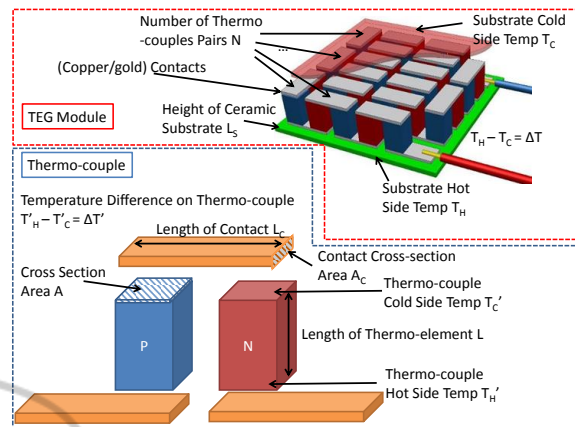 Number of Thermo
-couples Pairs N
...
Substrate Cold
Side Temp T_C
(Copper/gold) Contacts
Height of Ceramic
Substrate L_S
TEG Module
T_H – T_C = ΔT
Substrate Hot
Side Temp T_H
Thermo-couple
Temperature Difference on Thermo-couple
T'_H – T'_C = ΔT'
Length of Contact L_C
Cross Section
Area A
Contact Cross-section
Area A_C
Thermo-couple
Cold Side Temp T_C'
P
N
Length of Thermo-element L
Thermo-couple
Hot Side Temp T_H'